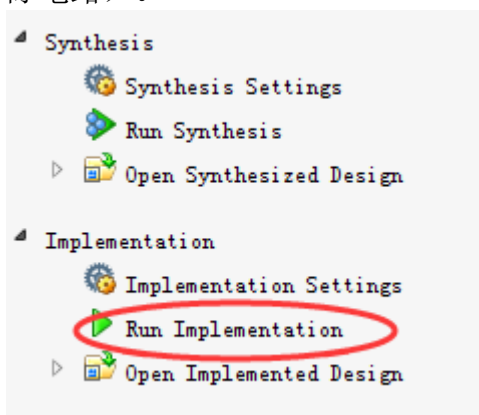 Synthesis
Synthesis Settings
Run Synthesis
Open Synthesized Design
Implementation
Implementation Settings
Run Implementation
Open Implemented Design